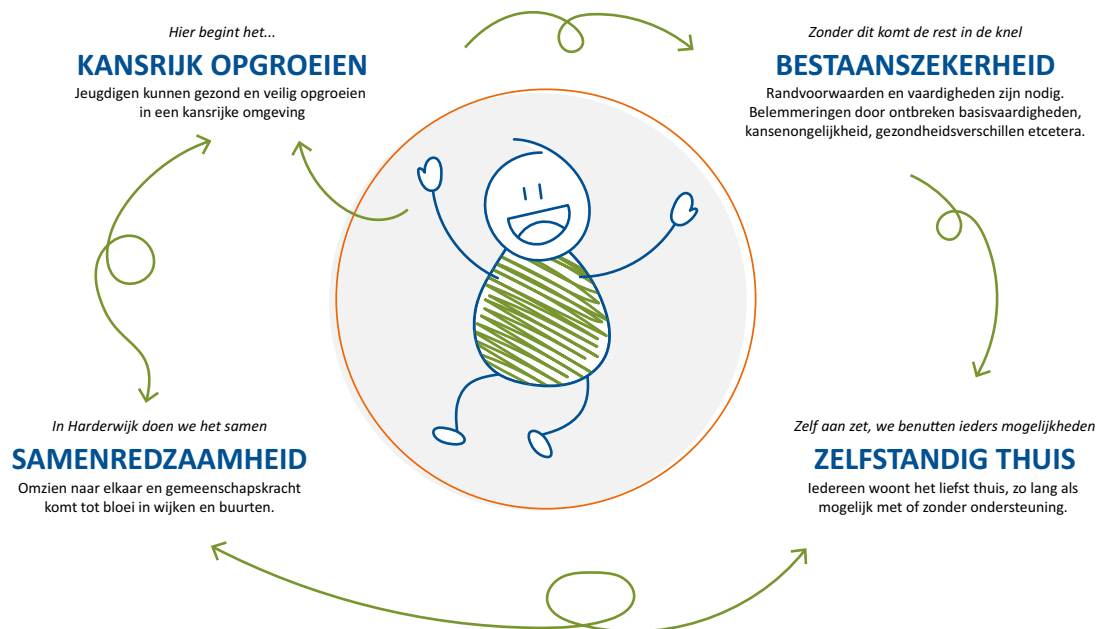 Hier begint het...
KANSRIJK OPGROEIEN
Jeugdigen kunnen gezond en veilig opgroeien
in een kansrijke omgeving
Zonder dit komt de rest in de knel
BESTAANSZEKERHEID
Randvoorwaarden en vaardigheden zijn nodig.
Belemmeringen door ontbreken basisvaardigheden,
kansenongelijkheid, gezondheidsverschillen etcetera.
In Harderwijk doen we het samen
SAMENREDZAAMHEID
Omzien naar elkaar en gemeenschapskracht
komt tot bloei in wijken en buurten.
Zelf aan zet, we benutten ieders mogelijkheden
ZELFSTANDIG THUIS
Iedereen woont het liefst thuis, zo lang als
mogelijk met of zonder ondersteuning.